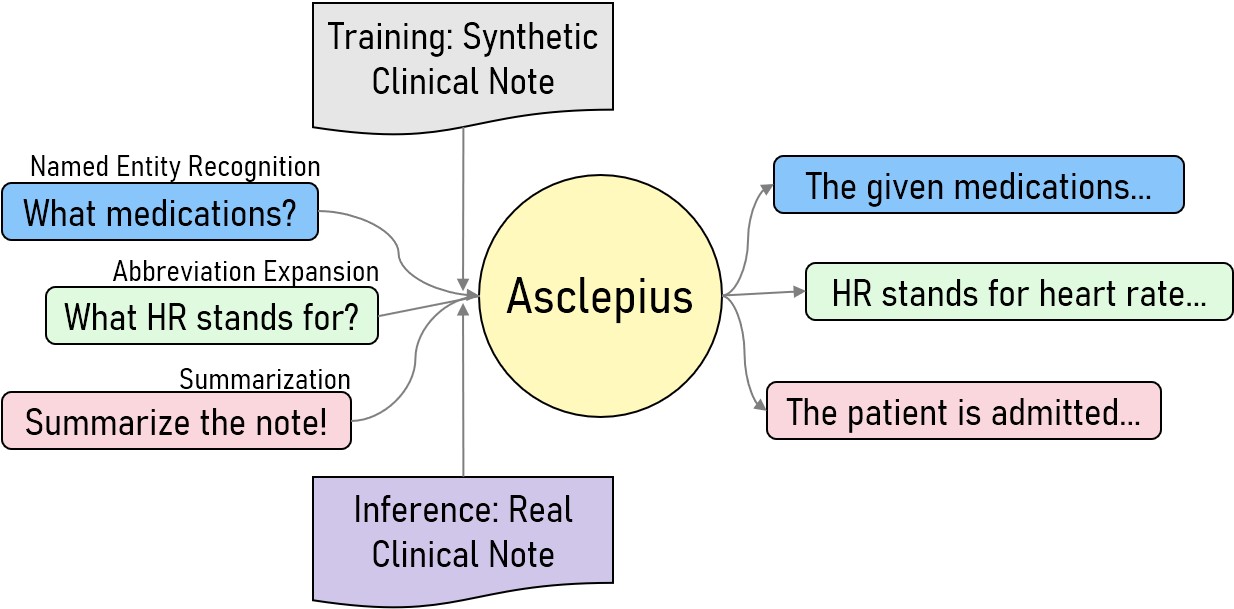 Training: Synthetic
Clinical Note
Named Entity Recognition
What medications?
Abbreviation Expansion
What HR stands for?
Summarization
Summarize the note!
Asclepius
The given medications...
HR stands for heart rate...
The patient is admitted...
Inference: Real
Clinical Note